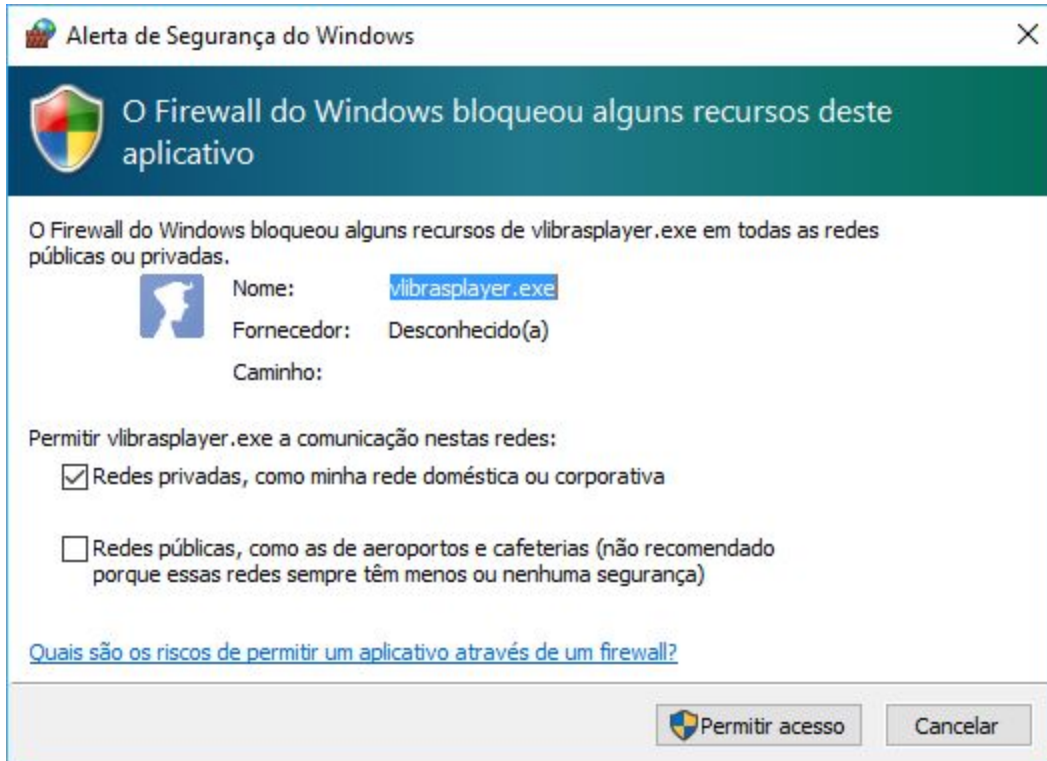 Alerta de Segurança do Windows
O Firewall do Windows bloqueou alguns recursos deste
aplicativo
O Firewall do Windows bloqueou alguns recursos de vlibrasplayer.exe em todas as redes
públicas ou privadas.
Nome: vlibrasplayer.exe
Fornecedor: Desconhecido(a)
Caminho:
Permitir vlibrasplayer.exe a comunicação nestas redes:
Redes privadas, como minha rede doméstica ou corporativa
Redes públicas, como as de aeroportos e cafeterias (não recomendado
porque essas redes sempre têm menos ou nenhuma segurança)
Quais são os riscos de permitir um aplicativo através de um firewall?
Permitir acesso Cancelar